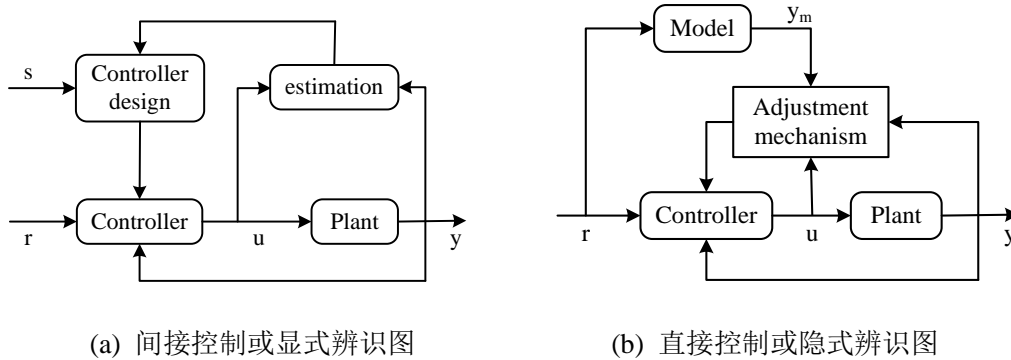 s
Controller
design
estimation
r
Controller
u
Plant
y
(a) 间接控制或显式辨识图
Model
y_m
Adjustment
mechanism
r
Controller
u
Plant
y
(b) 直接控制或隐式辨识图